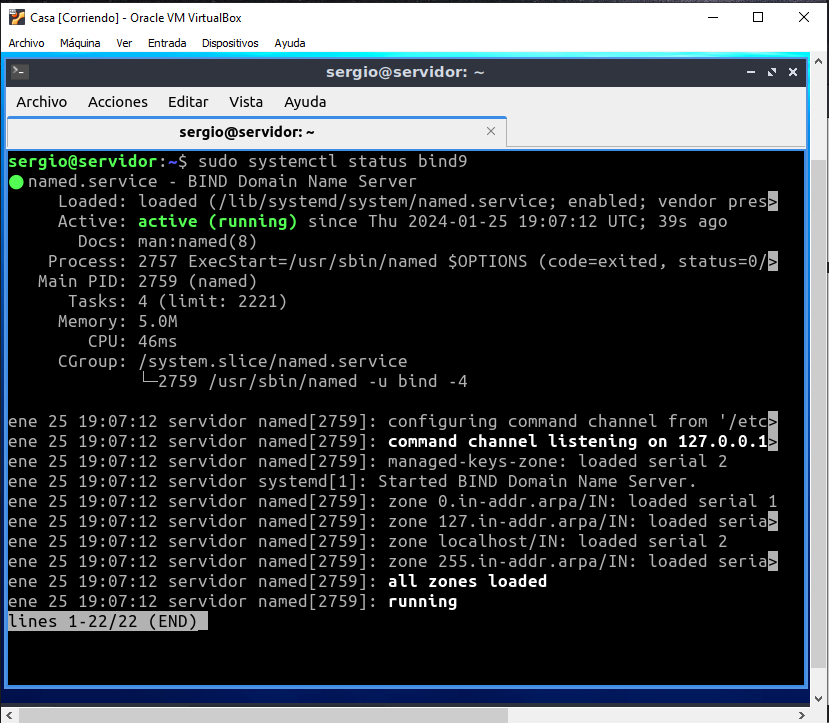 Casa [Corriendo] - Oracle VM VirtualBox
Archivo Máquina Ver Entrada Dispositivos Ayuda
sergio@servidor: ~
Archivo Acciones Editar Vista Ayuda
sergio@servidor: ~
sergio@servidor:~$ sudo systemctl status bind9
● named.service - BIND Domain Name Server
     Loaded: loaded (/lib/systemd/system/named.service; enabled; vendor pres>
     Active: active (running) since Thu 2024-01-25 19:07:12 UTC; 39s ago
       Docs: man:named(8)
    Process: 2757 ExecStart=/usr/sbin/named $OPTIONS (code=exited, status=0/>
   Main PID: 2759 (named)
      Tasks: 4 (limit: 2221)
     Memory: 5.0M
        CPU: 46ms
     CGroup: /system.slice/named.service
             └─2759 /usr/sbin/named -u bind -4
ene 25 19:07:12 servidor named[2759]: configuring command channel from '/etc>
ene 25 19:07:12 servidor named[2759]: command channel listening on 127.0.0.1>
ene 25 19:07:12 servidor named[2759]: managed-keys-zone: loaded serial 2
ene 25 19:07:12 servidor systemd[1]: Started BIND Domain Name Server.
ene 25 19:07:12 servidor named[2759]: zone 0.in-addr.arpa/IN: loaded serial 1
ene 25 19:07:12 servidor named[2759]: zone 127.in-addr.arpa/IN: loaded seria>
ene 25 19:07:12 servidor named[2759]: zone localhost/IN: loaded serial 2
ene 25 19:07:12 servidor named[2759]: zone 255.in-addr.arpa/IN: loaded seria>
ene 25 19:07:12 servidor named[2759]: all zones loaded
ene 25 19:07:12 servidor named[2759]: running
lines 1-22/22 (END)